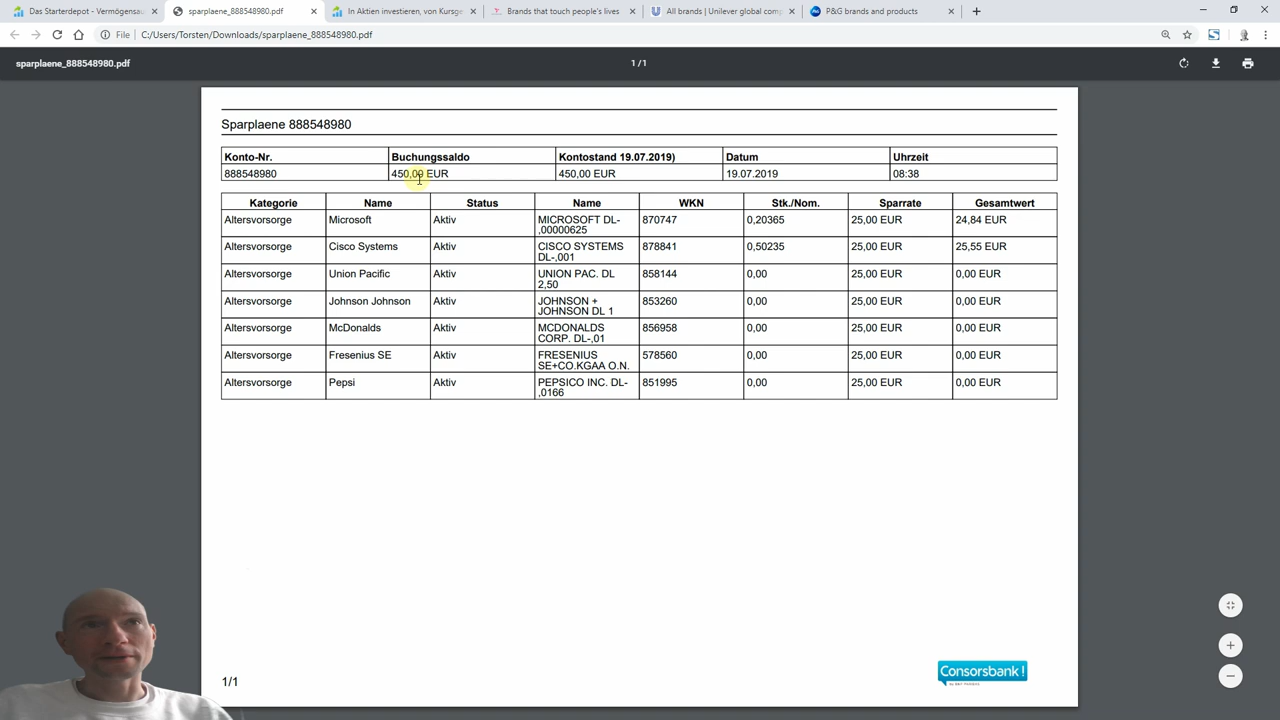 Das Starterdepot - Vermögensau
sparplaene_888548980.pdf
In Aktien investieren, von Kursge
Brands that touch people's lives
All brands | Unilever global comp
P&G brands and products
File C:/Users/Torsten/Downloads/sparplaene_888548980.pdf
sparplaene_888548980.pdf 1 / 1
Sparplaene 888548980
Konto-Nr. Buchungssaldo Kontostand 19.07.2019) Datum Uhrzeit
888548980 450,00 EUR 450,00 EUR 19.07.2019 08:38
Kategorie Name Status Name WKN Stk./Nom. Sparrate Gesamtwert
Altersvorsorge Microsoft Aktiv MICROSOFT DL- 870747 0,20365 25,00 EUR 24,84 EUR
,00000625
Altersvorsorge Cisco Systems Aktiv CISCO SYSTEMS 878841 0,50235 25,00 EUR 25,55 EUR
DL-,001
Altersvorsorge Union Pacific Aktiv UNION PAC. DL 858144 0,00 25,00 EUR 0,00 EUR
2,50
Altersvorsorge Johnson Johnson Aktiv JOHNSON + 853260 0,00 25,00 EUR 0,00 EUR
JOHNSON DL 1
Altersvorsorge McDonalds Aktiv MCDONALDS 856958 0,00 25,00 EUR 0,00 EUR
CORP. DL-,01
Altersvorsorge Fresenius SE Aktiv FRESENIUS 578560 0,00 25,00 EUR 0,00 EUR
SE+CO.KGAA O.N.
Altersvorsorge Pepsi Aktiv PEPSICO INC. DL- 851995 0,00 25,00 EUR 0,00 EUR
,0166
Consorsbank!
1/1